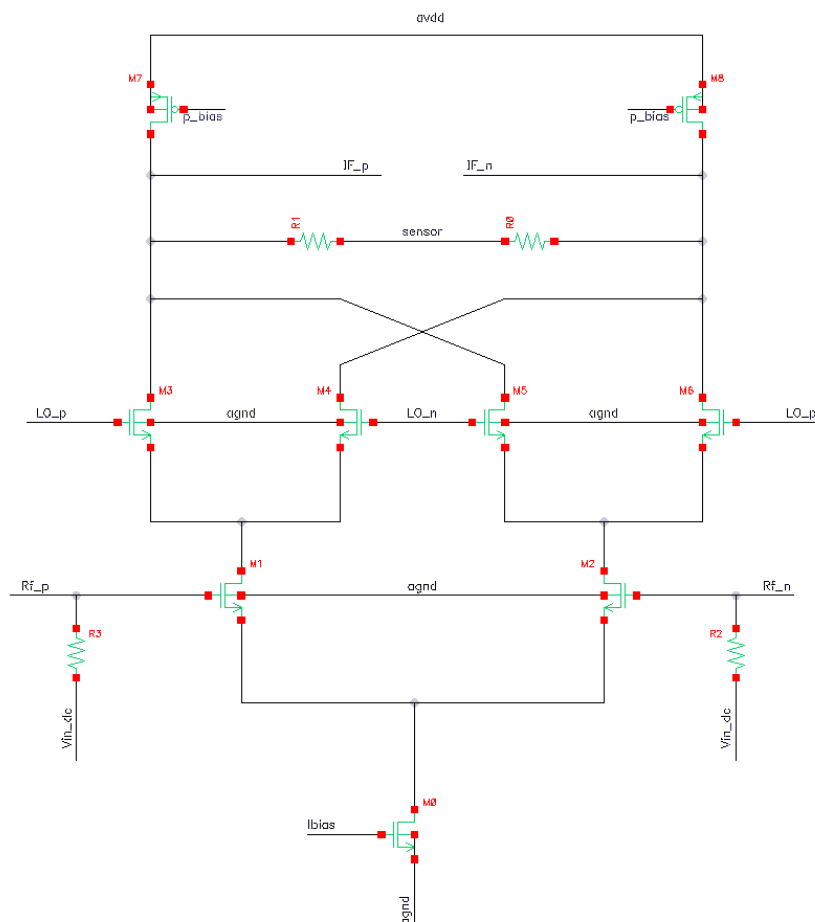 avdd
M7
M8
p_bias
p_bias
IF_p
IF_n
R1
sensor
R0
M3
M4
M5
M6
LO_p
agnd
LO_n
agnd
LO_p
M1
M2
Rf_p
agnd
Rf_n
R3
R2
Vin_dc
Vin_dc
M0
Ibias
agnd